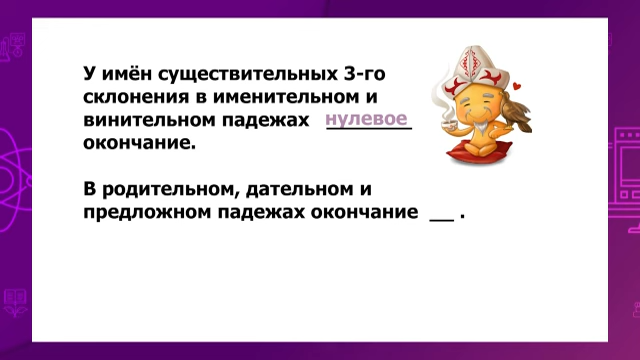 У имён существительных 3-го
склонения в именительном и
винительном падежах нулевое
окончание.
В родительном, дательном и
предложном падежах окончание __ .